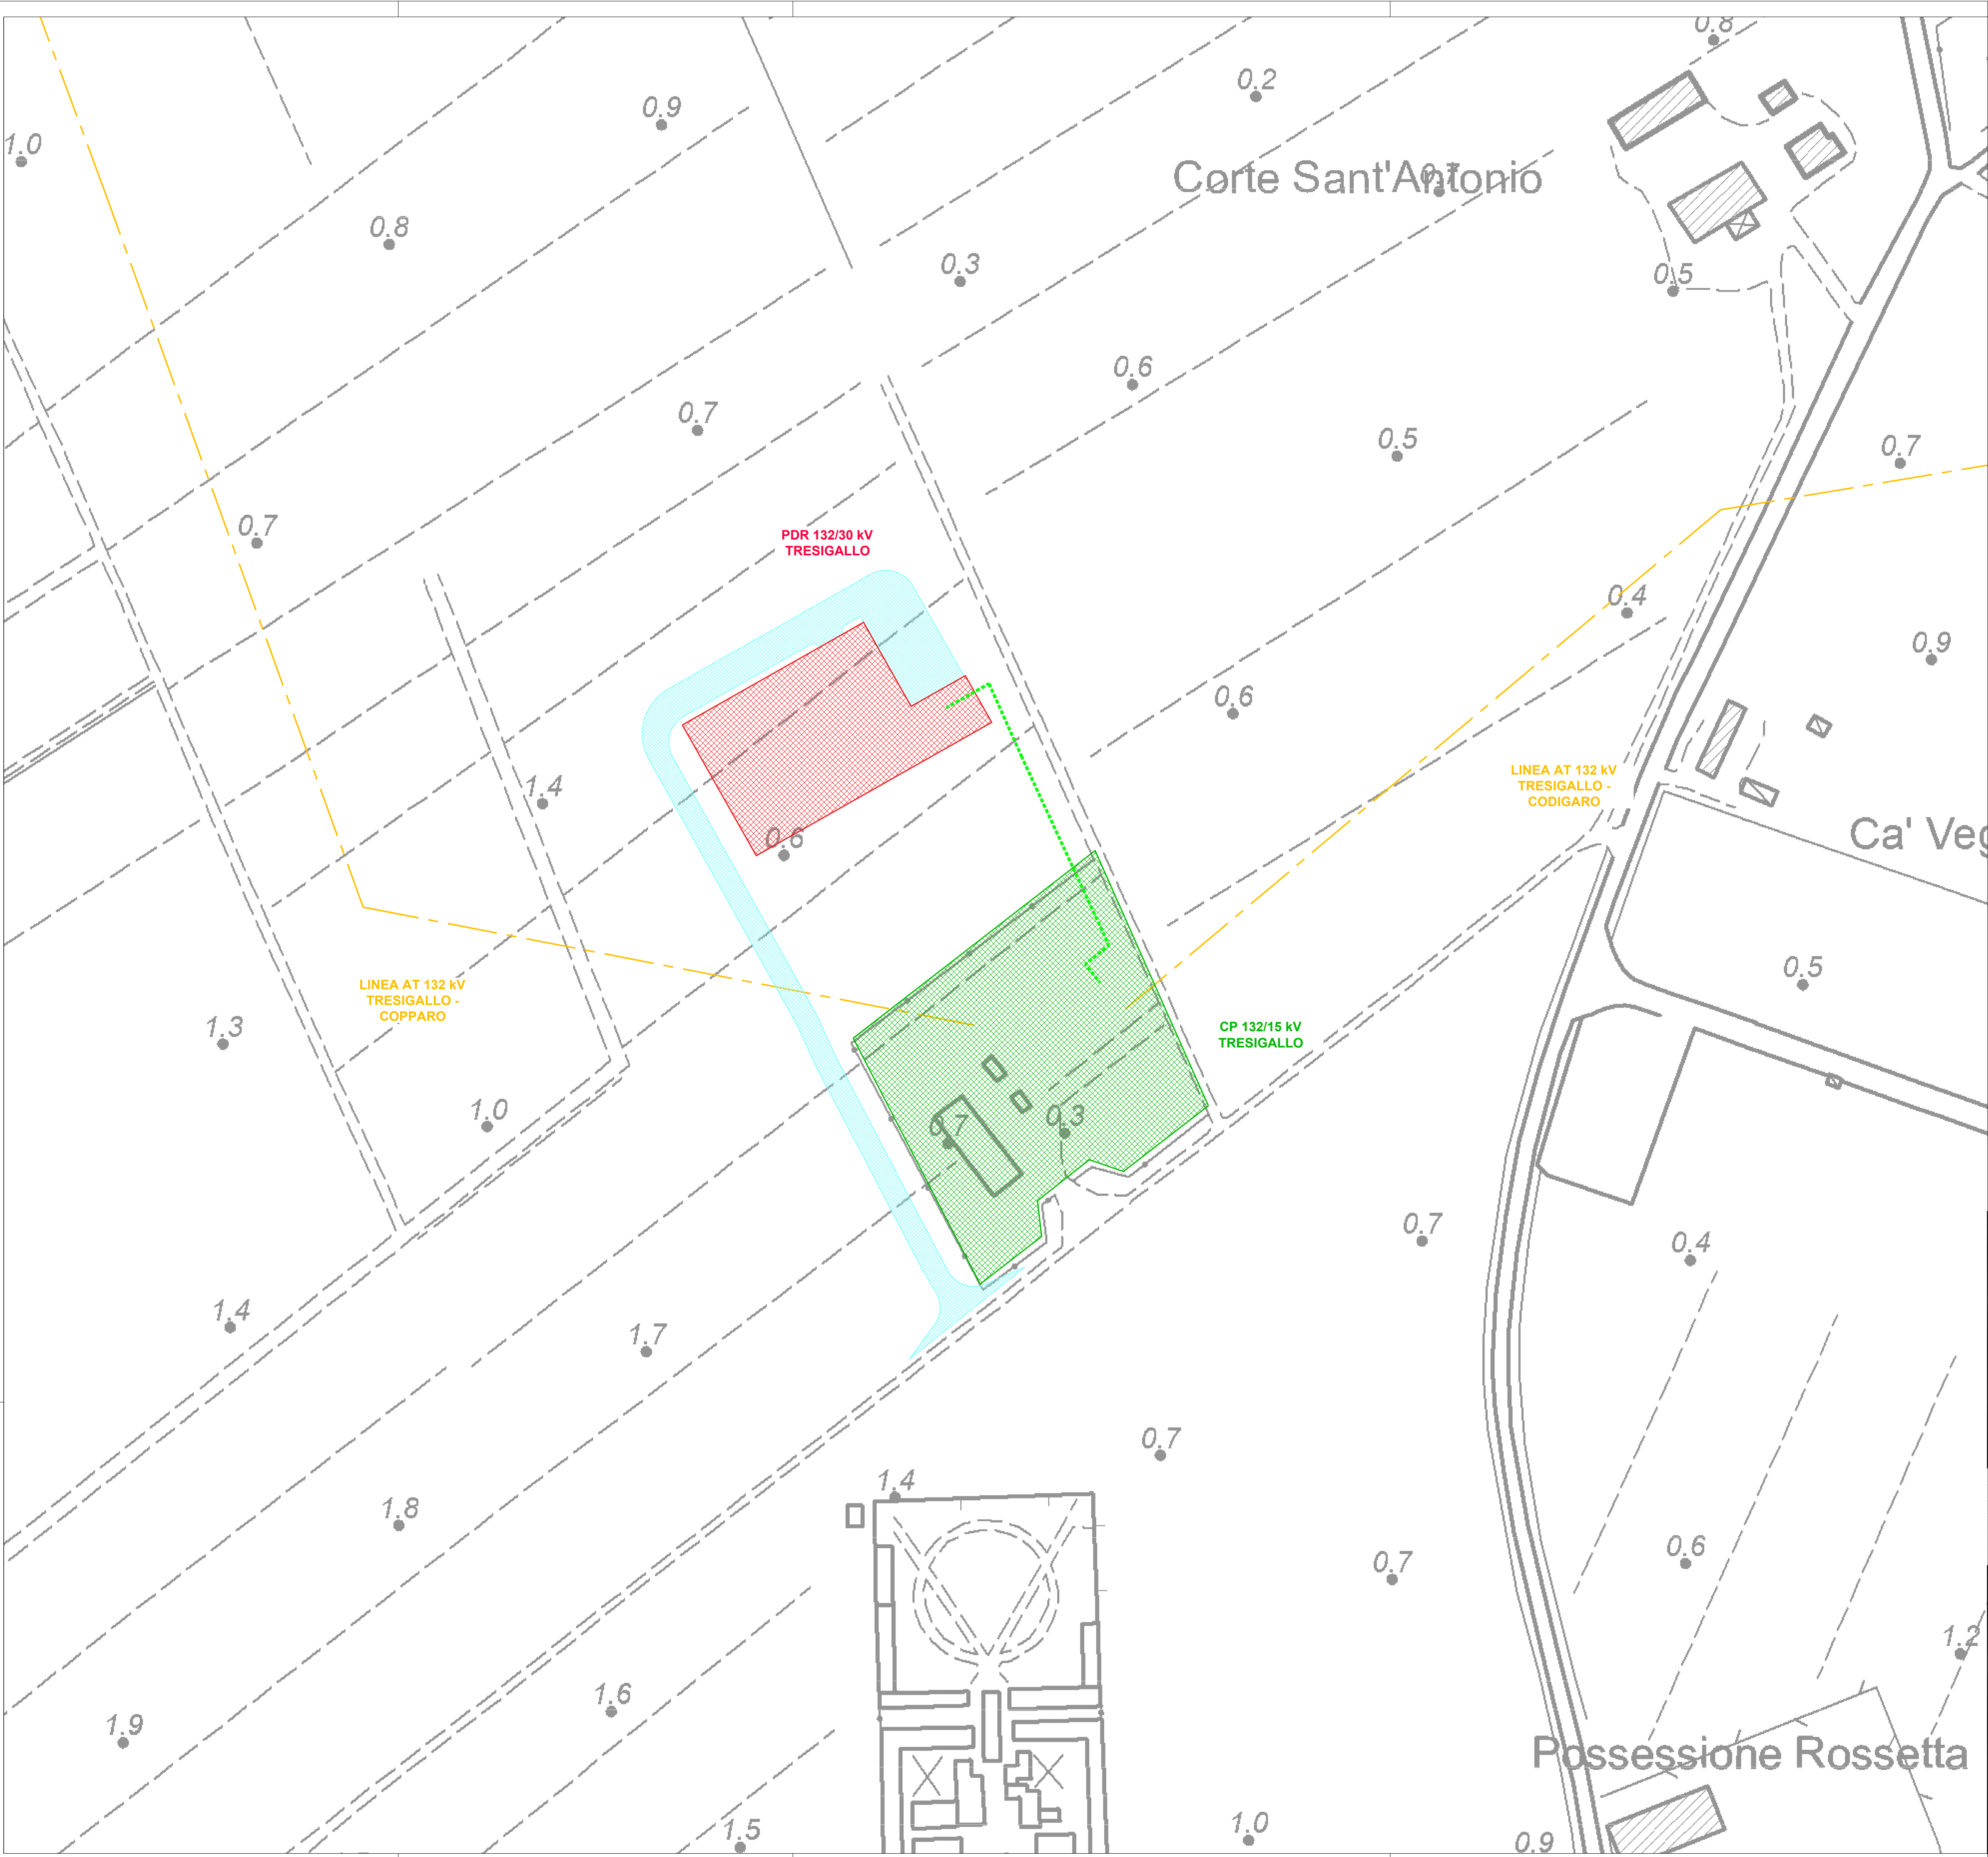 0.8
0.2
0.9
1.0
Corte Sant'Antonio
0.7
0.8
0.3
0.5
0.6
0.7
0.5
0.7
0.7
PDR 132/30 kV
TRESIGALLO
0.4
0.9
0.6
LINEA AT 132 kV
TRESIGALLO -
CODIGARO
1.4
0.6
Ca' Veg
0.5
LINEA AT 132 kV
TRESIGALLO -
COPPARO
1.3
CP 132/15 kV
TRESIGALLO
1.0
0.7
0.3
0.7
0.4
1.4
1.7
0.7
1.4
1.8
0.6
0.7
1.2
1.6
1.9
Possessione Rossetta
1.5
1.0
0.9